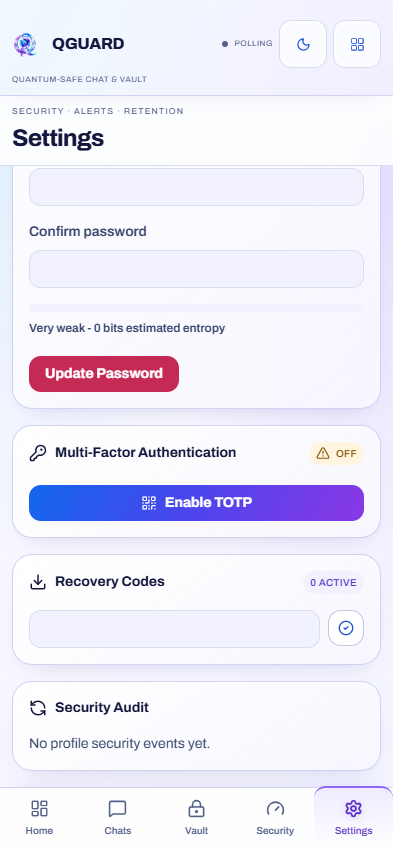 QGUARD
POLLING
QUANTUM-SAFE CHAT & VAULT
SECURITY · ALERTS · RETENTION
Settings
Confirm password
Very weak - 0 bits estimated entropy
Update Password
Multi-Factor Authentication
OFF
Enable TOTP
Recovery Codes
0 ACTIVE
Security Audit
No profile security events yet.
Home
Chats
Vault
Security
Settings